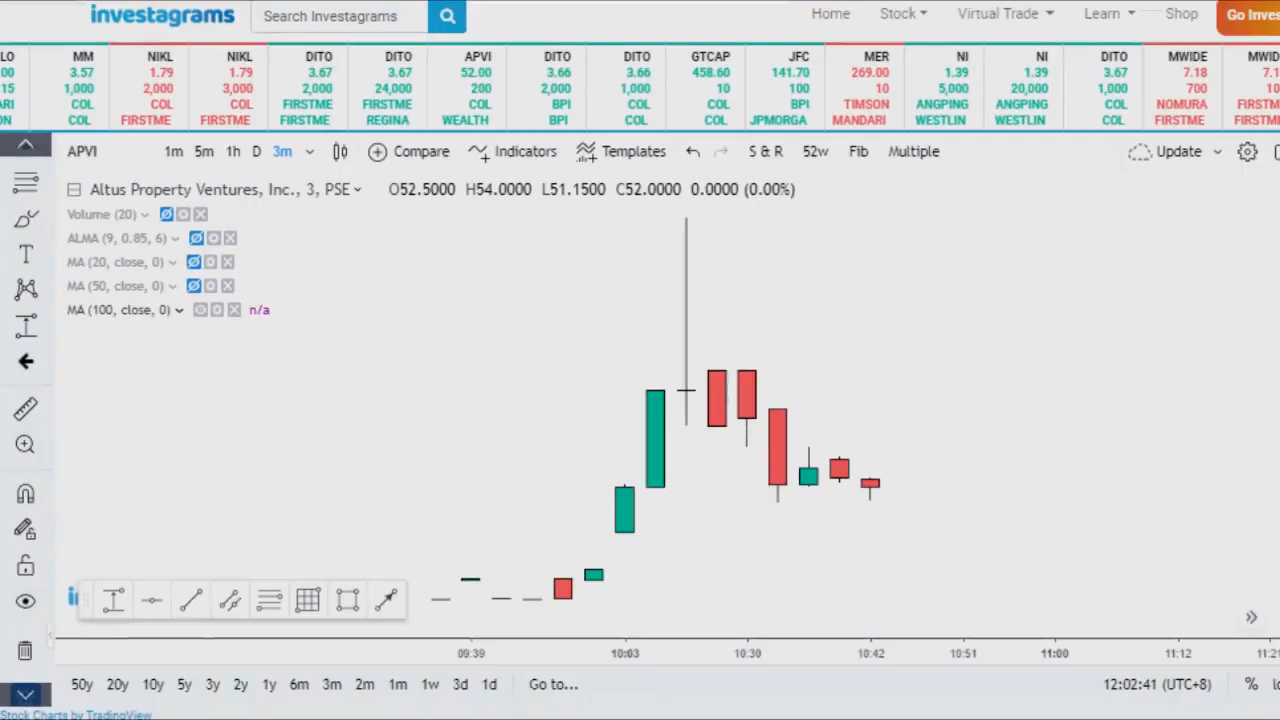 investagrams
Search Investagrams
Home Stock Virtual Trade Learn Shop Go Inves
LO MM NIKL NIKL DITO DITO APVI DITO DITO GTCAP JFC MER NI NI DITO MWIDE MWID
00 3.57 1.79 1.79 3.67 3.67 52.00 3.66 3.66 458.60 141.70 269.00 1.39 1.39 3.67 7.18 7.1
15 1,000 2,000 3,000 2,000 24,000 200 2,000 1,000 10 100 10 5,000 20,000 1,000 700 10
ARI COL COL COL FIRSTME FIRSTME COL BPI COL COL BPI TIMSON ANGPING ANGPING COL NOMURA FIRSTM
ON COL FIRSTME FIRSTME FIRSTME REGINA WEALTH BPI COL COL JPMORGA MANDARI WESTLIN WESTLIN COL FIRSTME FIRSTM
APVI 1m 5m 1h D 3m Compare Indicators Templates S & R 52w Fib Multiple Update
Altus Property Ventures, Inc., 3, PSE O52.5000 H54.0000 L51.1500 C52.0000 0.0000 (0.00%)
Volume (20)
ALMA (9, 0.85, 6)
MA (20, close, 0)
MA (50, close, 0)
MA (100, close, 0) n/a
09:39 10:03 10:30 10:42 10:51 11:00 11:12 11:21
50y 20y 10y 5y 3y 2y 1y 6m 3m 2m 1m 1w 3d 1d Go to... 12:02:41 (UTC+8) % lo
Stock Charts by TradingView